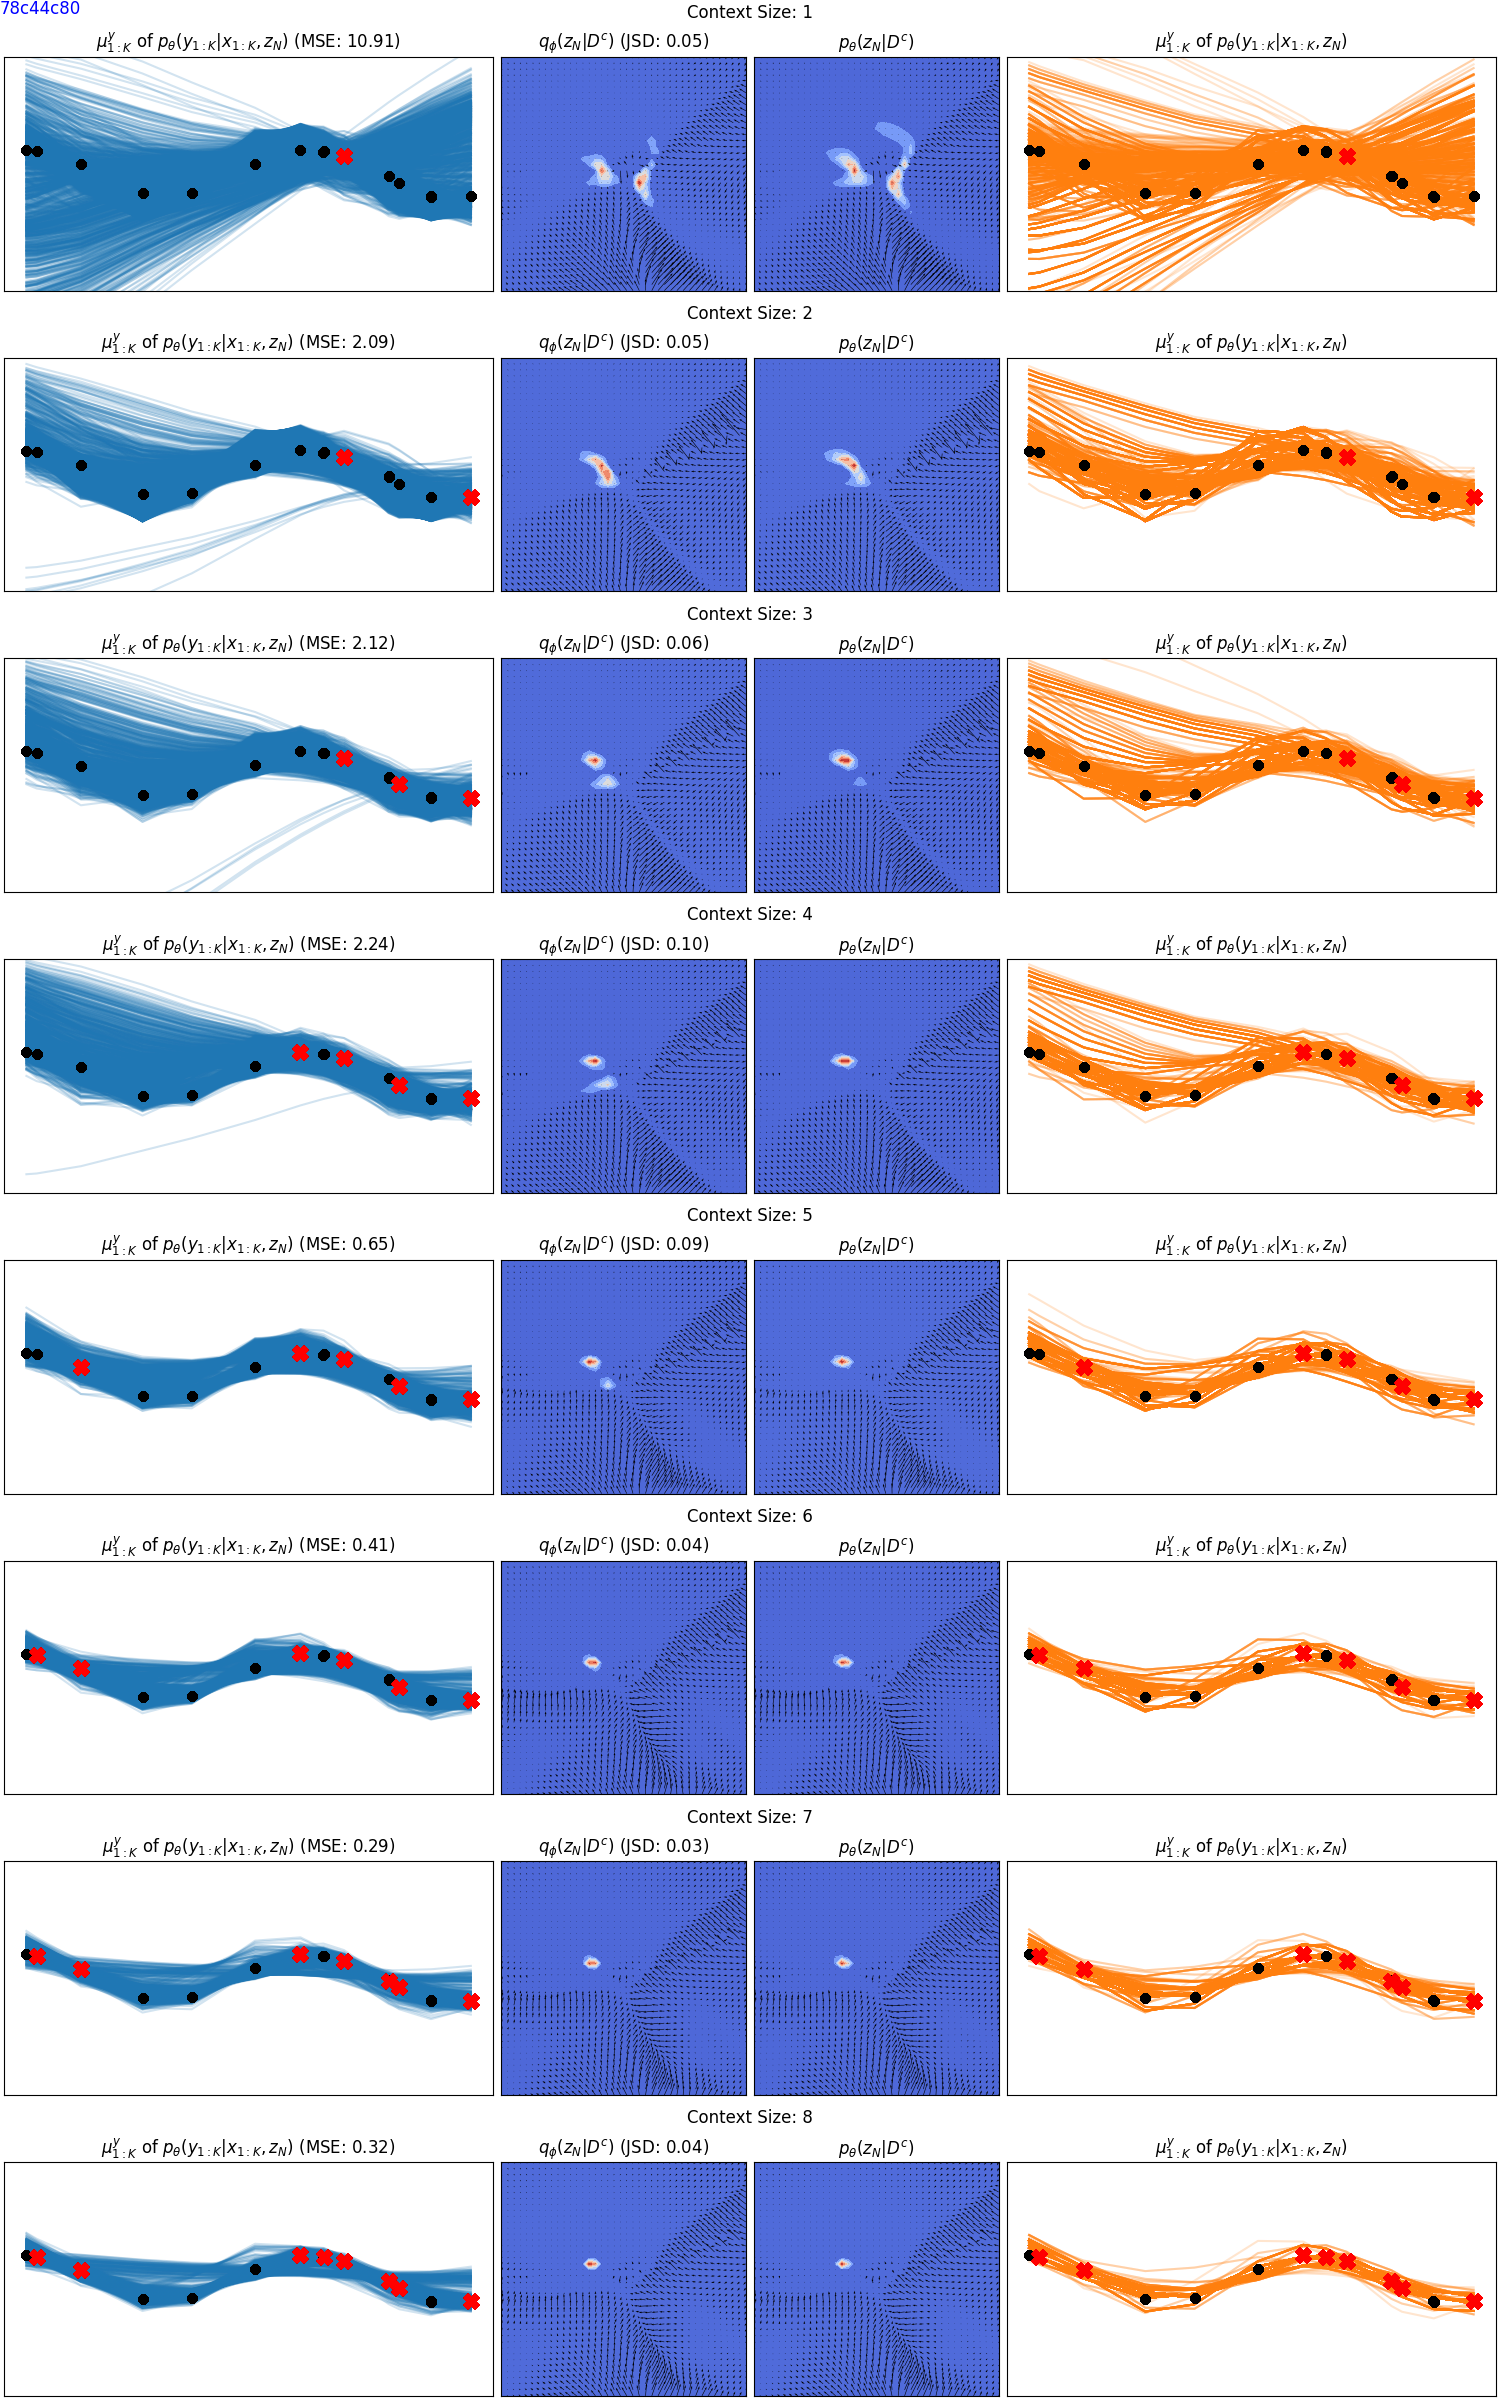 78c44c80
Context Size: 1
μ^y_{1:K} of p_θ(y_{1:K}|x_{1:K}, z_N) (MSE: 10.91) q_ϕ(z_N|D^c) (JSD: 0.05) p_θ(z_N|D^c) μ^y_{1:K} of p_θ(y_{1:K}|x_{1:K}, z_N)
Context Size: 2
μ^y_{1:K} of p_θ(y_{1:K}|x_{1:K}, z_N) (MSE: 2.09) q_ϕ(z_N|D^c) (JSD: 0.05) p_θ(z_N|D^c) μ^y_{1:K} of p_θ(y_{1:K}|x_{1:K}, z_N)
Context Size: 3
μ^y_{1:K} of p_θ(y_{1:K}|x_{1:K}, z_N) (MSE: 2.12) q_ϕ(z_N|D^c) (JSD: 0.06) p_θ(z_N|D^c) μ^y_{1:K} of p_θ(y_{1:K}|x_{1:K}, z_N)
Context Size: 4
μ^y_{1:K} of p_θ(y_{1:K}|x_{1:K}, z_N) (MSE: 2.24) q_ϕ(z_N|D^c) (JSD: 0.10) p_θ(z_N|D^c) μ^y_{1:K} of p_θ(y_{1:K}|x_{1:K}, z_N)
Context Size: 5
μ^y_{1:K} of p_θ(y_{1:K}|x_{1:K}, z_N) (MSE: 0.65) q_ϕ(z_N|D^c) (JSD: 0.09) p_θ(z_N|D^c) μ^y_{1:K} of p_θ(y_{1:K}|x_{1:K}, z_N)
Context Size: 6
μ^y_{1:K} of p_θ(y_{1:K}|x_{1:K}, z_N) (MSE: 0.41) q_ϕ(z_N|D^c) (JSD: 0.04) p_θ(z_N|D^c) μ^y_{1:K} of p_θ(y_{1:K}|x_{1:K}, z_N)
Context Size: 7
μ^y_{1:K} of p_θ(y_{1:K}|x_{1:K}, z_N) (MSE: 0.29) q_ϕ(z_N|D^c) (JSD: 0.03) p_θ(z_N|D^c) μ^y_{1:K} of p_θ(y_{1:K}|x_{1:K}, z_N)
Context Size: 8
μ^y_{1:K} of p_θ(y_{1:K}|x_{1:K}, z_N) (MSE: 0.32) q_ϕ(z_N|D^c) (JSD: 0.04) p_θ(z_N|D^c) μ^y_{1:K} of p_θ(y_{1:K}|x_{1:K}, z_N)